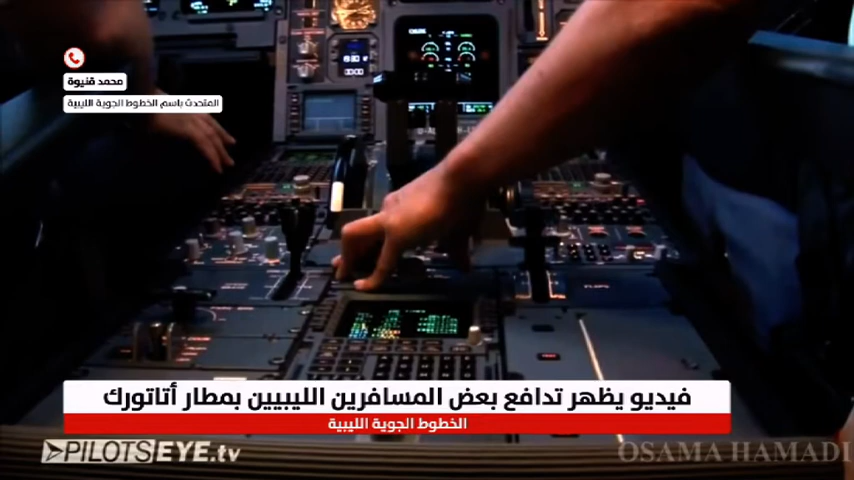 محمد قنيوة
المتحدث باسم الخطوط الجوية الليبية
فيديو يظهر تدافع بعض المسافرين الليبيين بمطار أتاتورك
الخطوط الجوية الليبية
PILOTSEYE.tv
OSAMA HAMADI